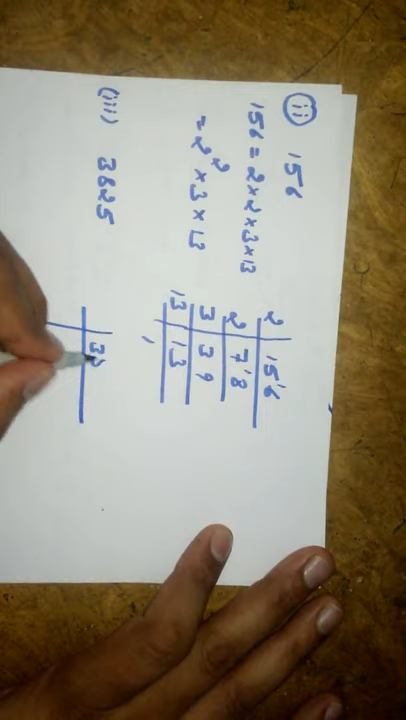 (ii) 156
156 = 2×2×3×13
= 2² × 3 × 13
2 | 156
2 | 78
3 | 39
13 | 13
1
(iii) 3825